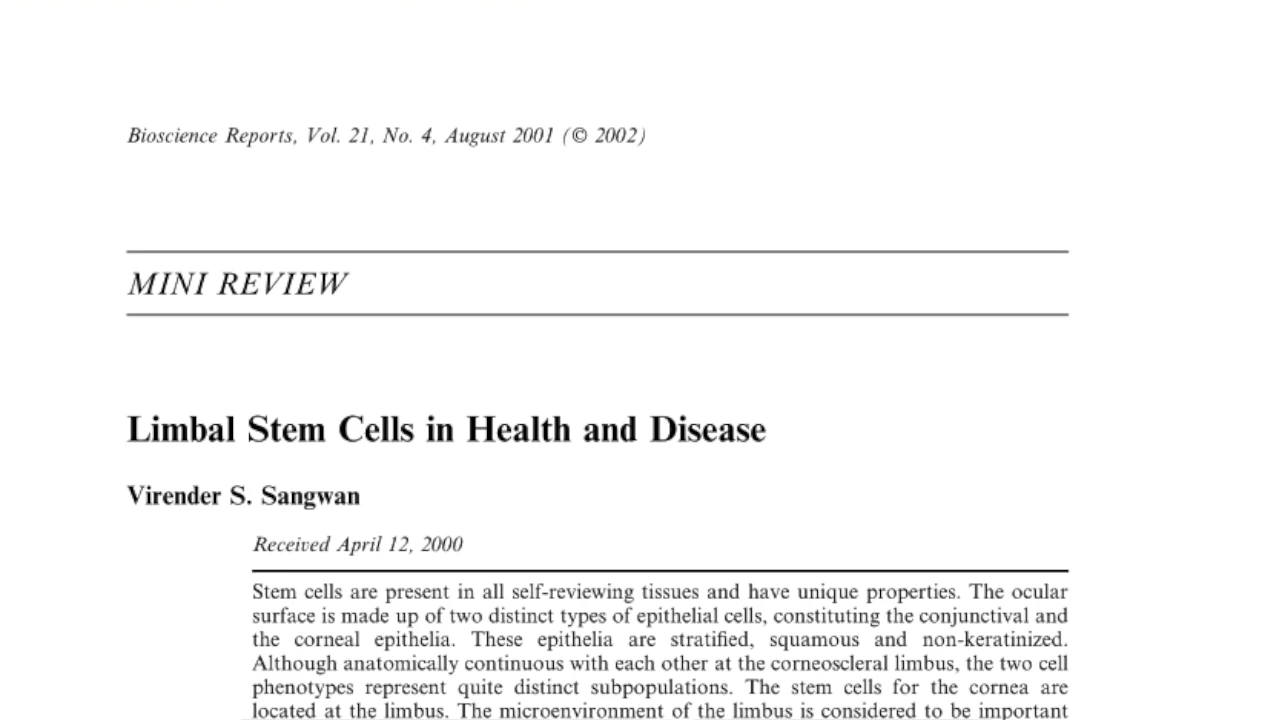 Bioscience Reports, Vol. 21, No. 4, August 2001 (© 2002)
MINI REVIEW
Limbal Stem Cells in Health and Disease
Virender S. Sangwan
Received April 12, 2000
Stem cells are present in all self-reviewing tissues and have unique properties. The ocular
surface is made up of two distinct types of epithelial cells, constituting the conjunctival and
the corneal epithelia. These epithelia are stratified, squamous and non-keratinized.
Although anatomically continuous with each other at the corneoscleral limbus, the two cell
phenotypes represent quite distinct subpopulations. The stem cells for the cornea are
located at the limbus. The microenvironment of the limbus is considered to be important